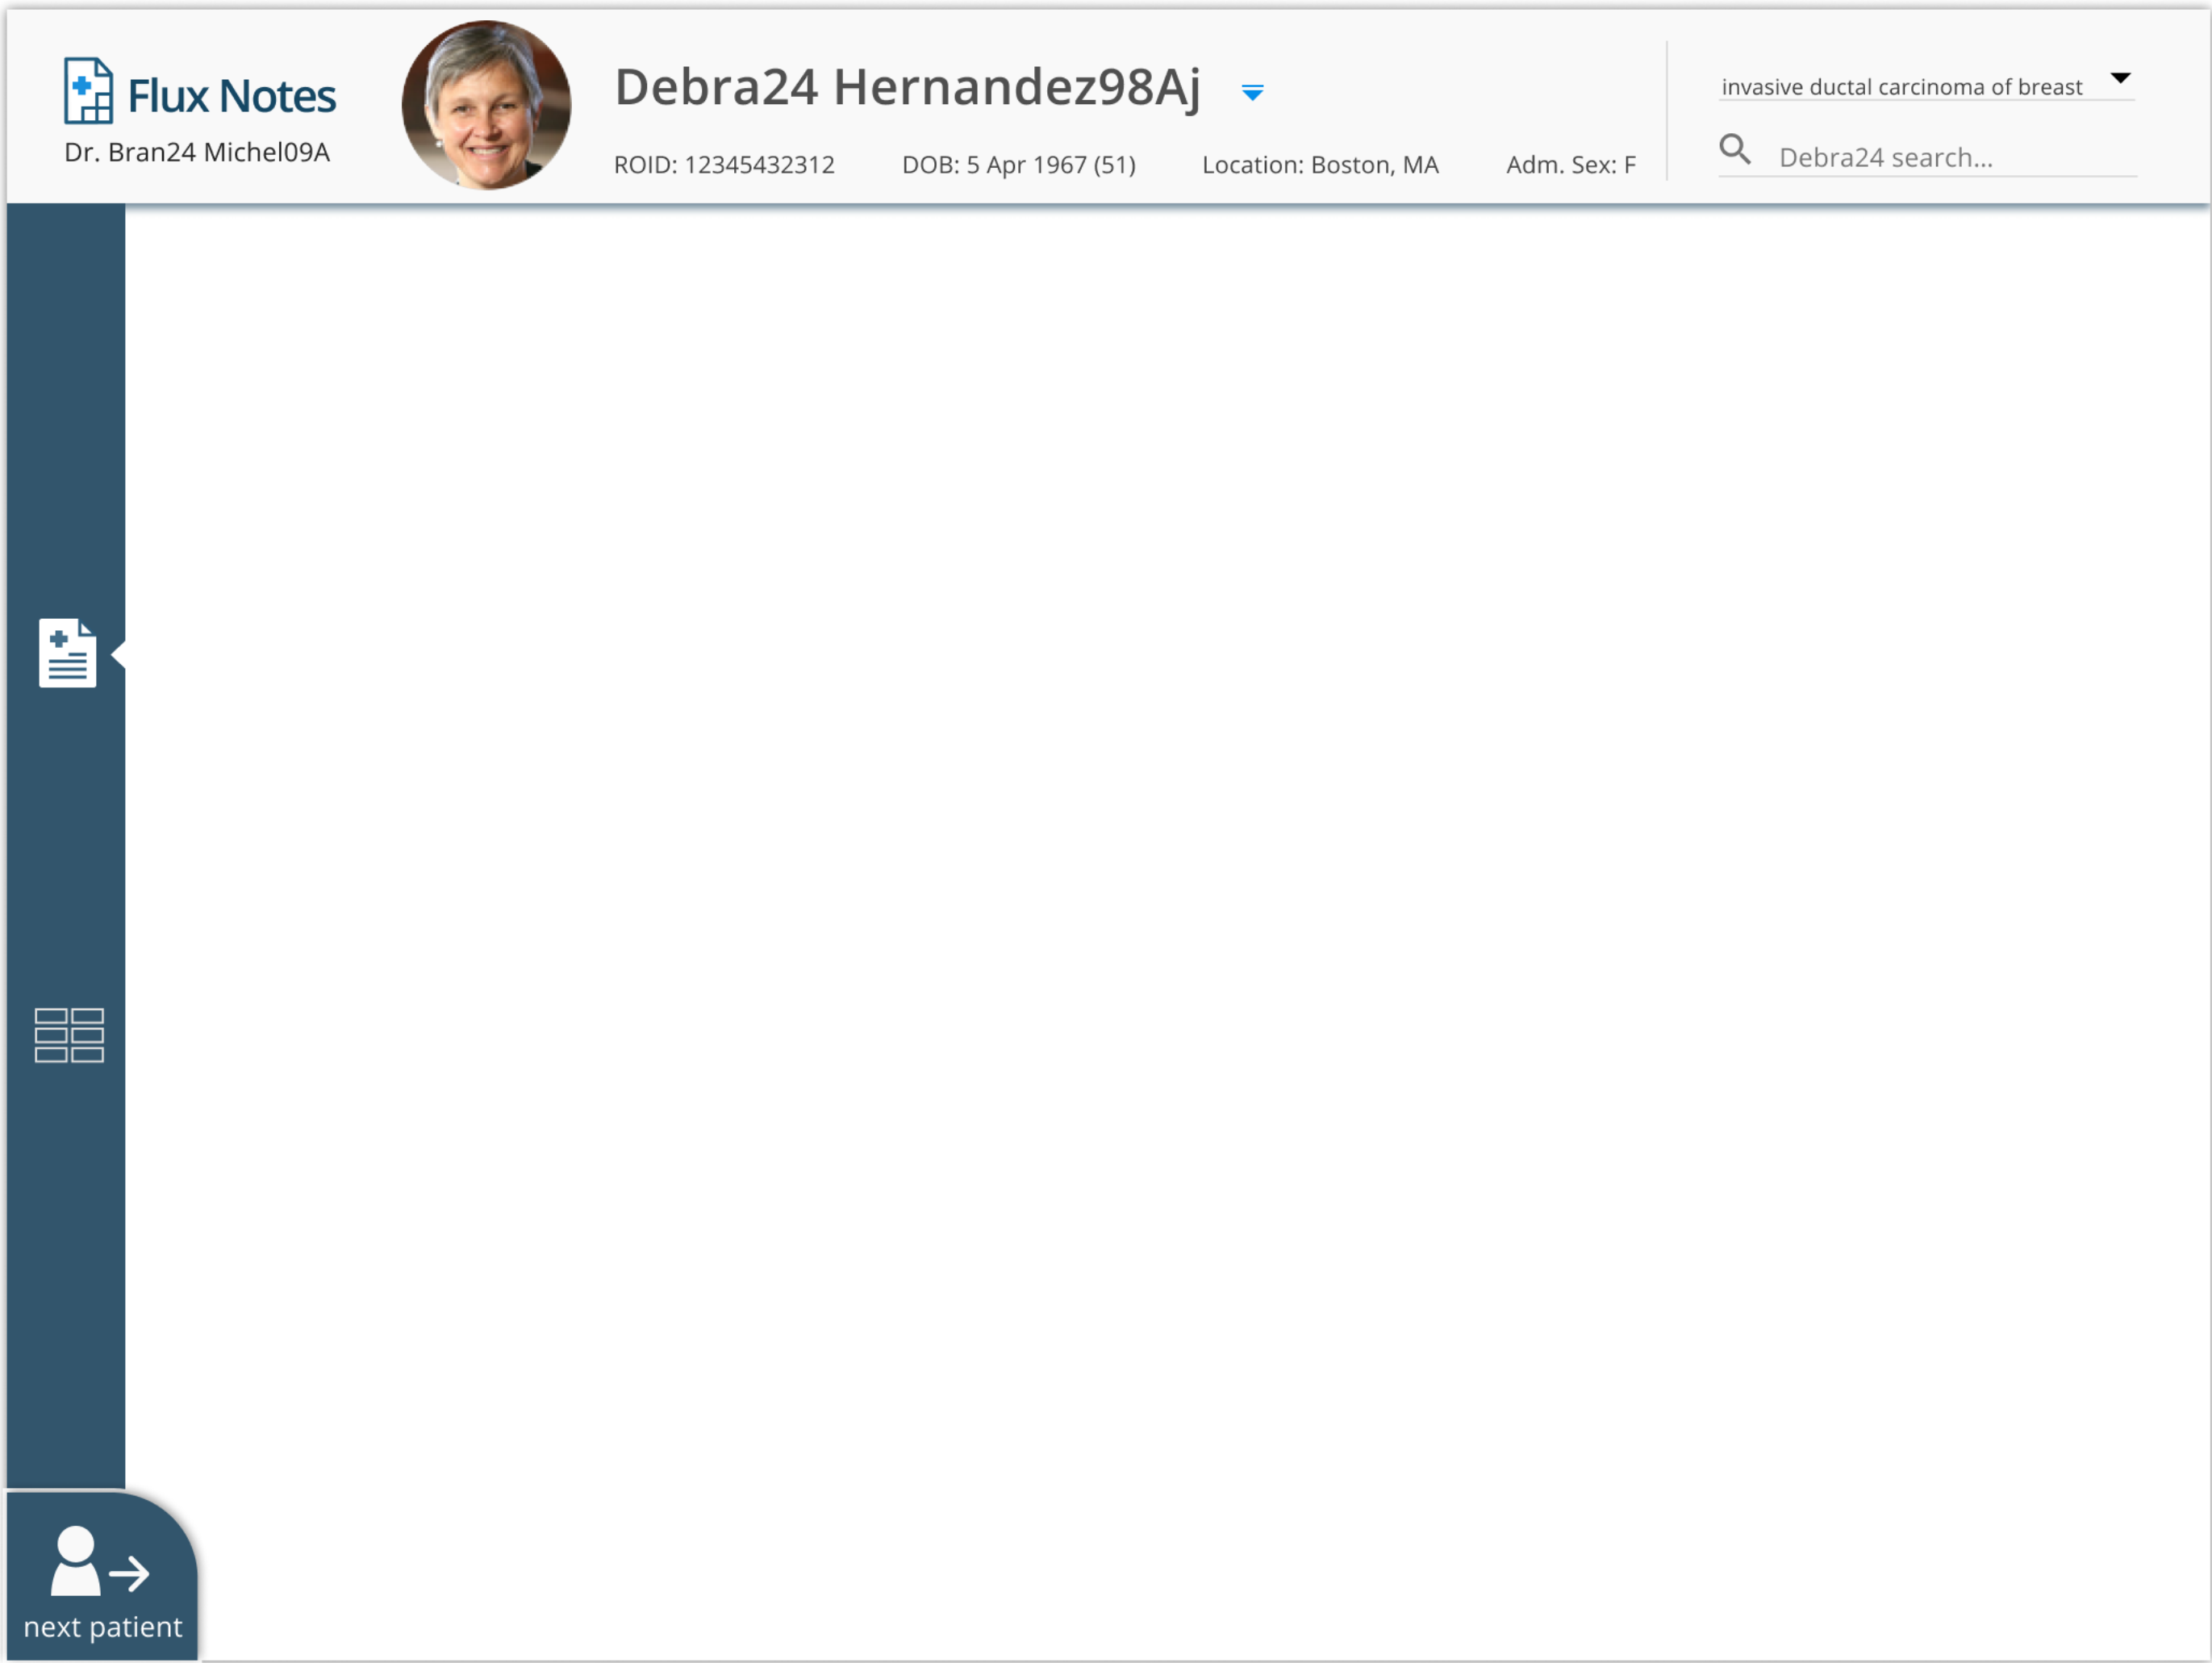 Flux Notes
Dr. Bran24 Michel09A
Debra24 Hernandez98Aj
ROID: 12345432312 DOB: 5 Apr 1967 (51) Location: Boston, MA Adm. Sex: F
invasive ductal carcinoma of breast
Debra24 search...
next patient